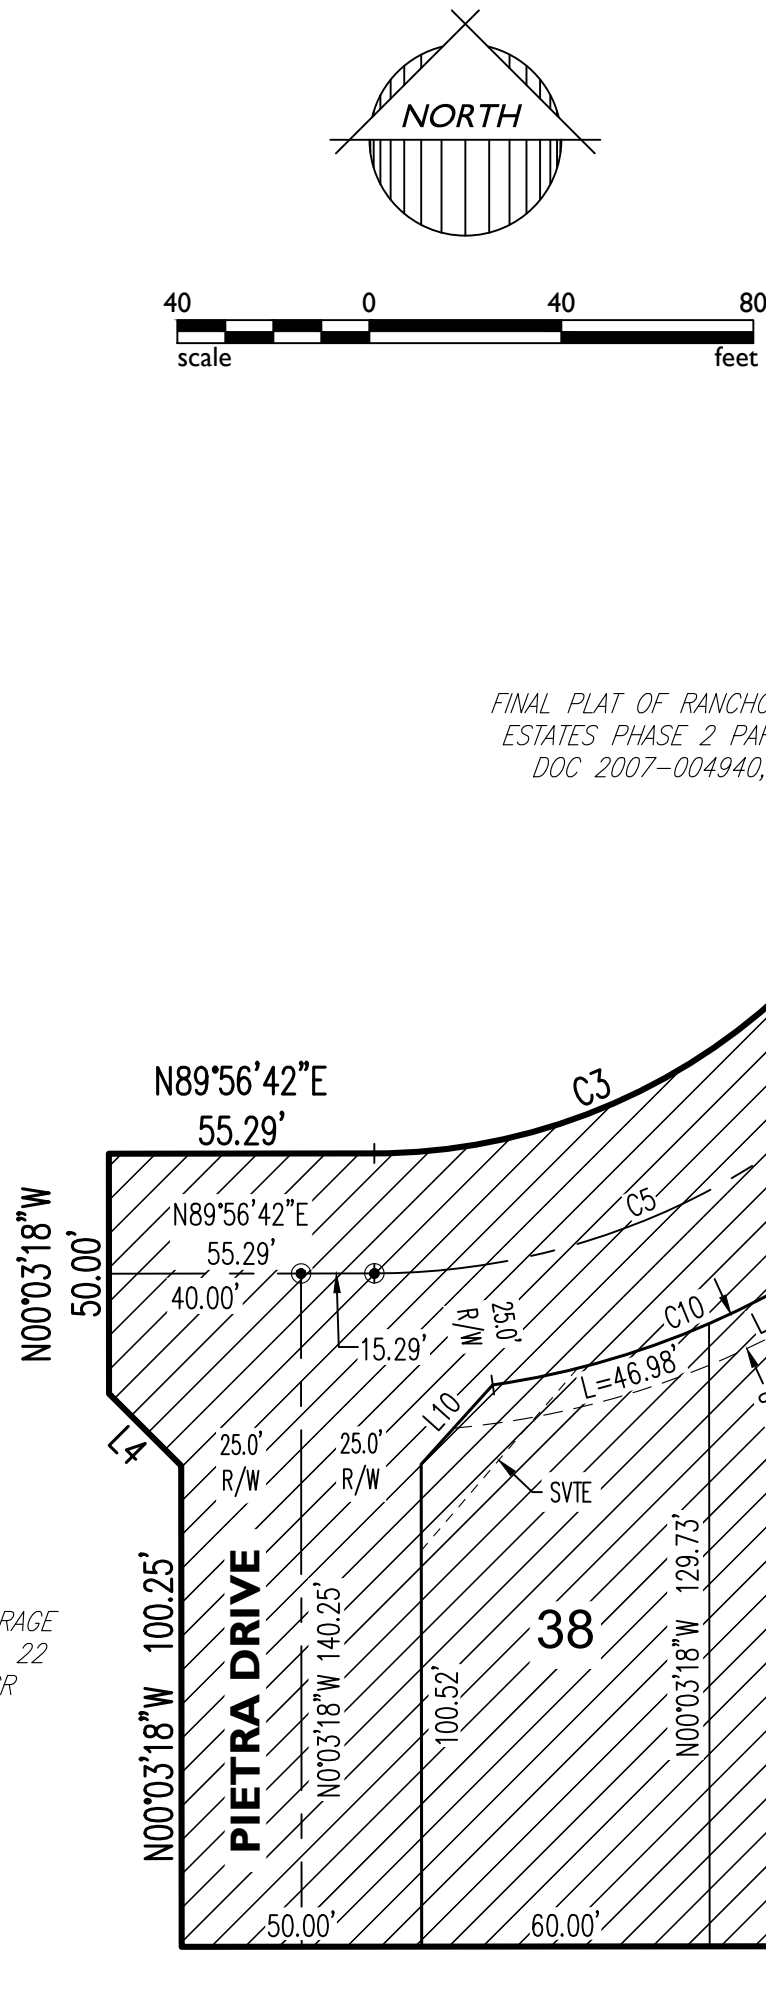 NORTH
40 0 40 80
scale feet
FINAL PLAT OF RANCHO
ESTATES PHASE 2
DOC 2007-004940,
N89°56'42"E
55.29'
C3
N00°03'18"W
50.00'
N89°56'42"E
55.29'
40.00'
C5
15.29'
25.0'
R/W
C10
L=46.98'
L10
L4
25.0'
R/W
25.0'
R/W
SVTE
N00°03'18"W 100.25'
PIETRA DRIVE
N0°03'18"W 140.25'
100.52'
38
N00°03'18"W 129.73'
22
50.00'
60.00'